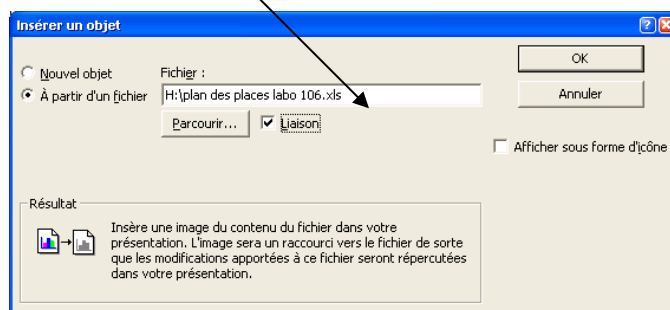 Insérer un objet
Nouvel objet
À partir d'un fichier
Fichier :
H:\plan des places labo 106.xls
Parcourir...
Liaison
OK
Annuler
Afficher sous forme d'icône
Résultat
Insère une image du contenu du fichier dans votre
présentation. L'image sera un raccourci vers le fichier de sorte
que les modifications apportées à ce fichier seront répercutées
dans votre présentation.